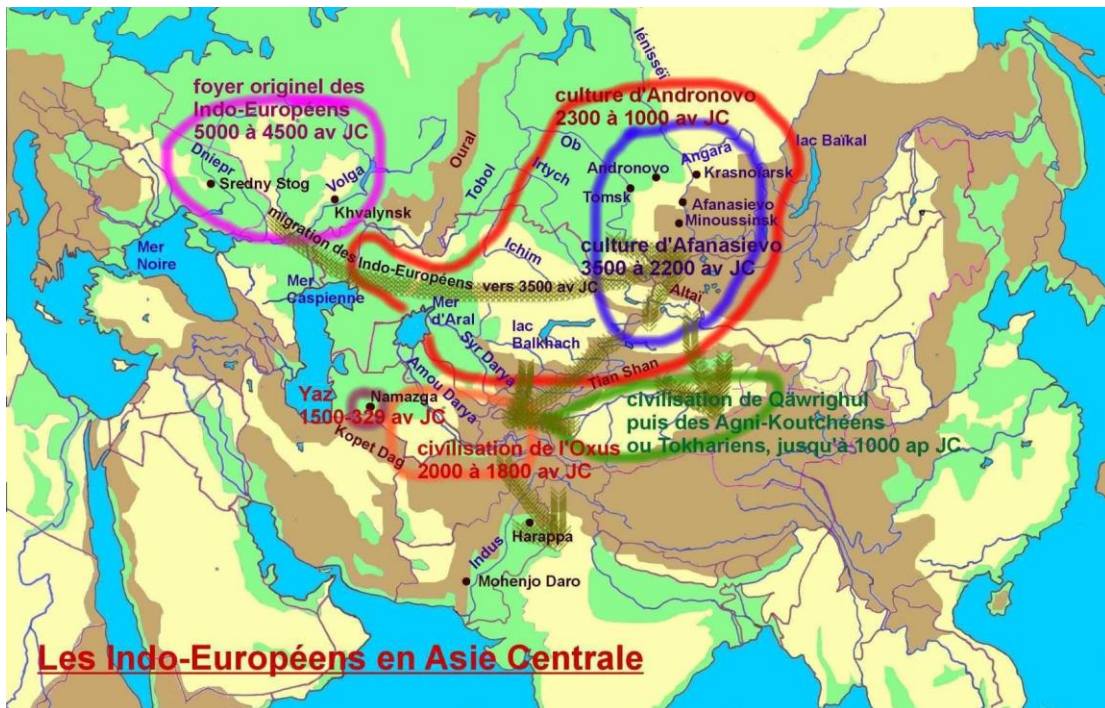 foyer originel des
Indo-Européens
5000 à 4500 av JC
Dniepr
Sredny Stog
Volga
Khvalynsk
Oural
Tobol
culture d'Andronovo
2300 à 1000 av JC
Iénisséï
Ob
Irtych
Andronovo
Angara
Krasnoïarsk
Tomsk
Afanasievo
Minoussinsk
lac Baïkal
culture d'Afanasievo
3500 à 2200 av JC
Altaï
Ichim
migration des Indo-Européens vers 3500 av JC
Mer
Noire
Mer
Caspienne
Mer
d'Aral
lac
Balkhach
Syr Darya
Amou Darya
Tian Shan
Yaz
1500-329 av JC
Namazga
Kopet Dag
civilisation de l'Oxus
2000 à 1800 av JC
civilisation de Qäwrighul
puis des Agni-Koutchéens
ou Tokhariens, jusqu'à 1000 ap JC
Harappa
Indus
Mohenjo Daro
Les Indo-Européens en Asie Centrale